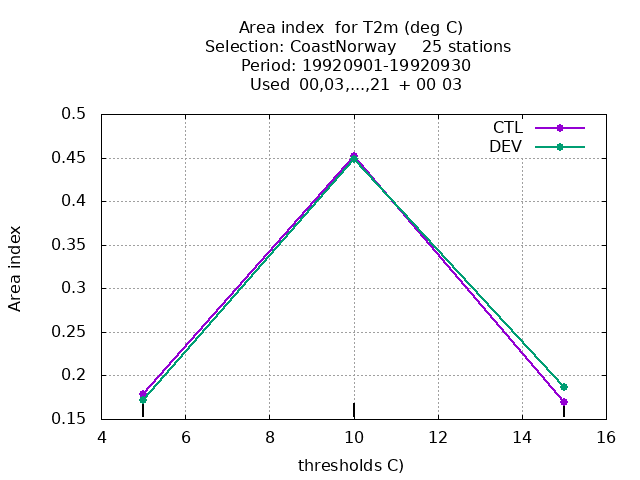 Area index  for T2m (deg C)
Selection: CoastNorway     25 stations
Period: 19920901-19920930
Used  00,03,...,21  + 00 03
CTL
DEV
0.5
0.45
0.4
0.35
0.3
0.25
0.2
0.15
Area index
4 6 8 10 12 14 16
thresholds C)